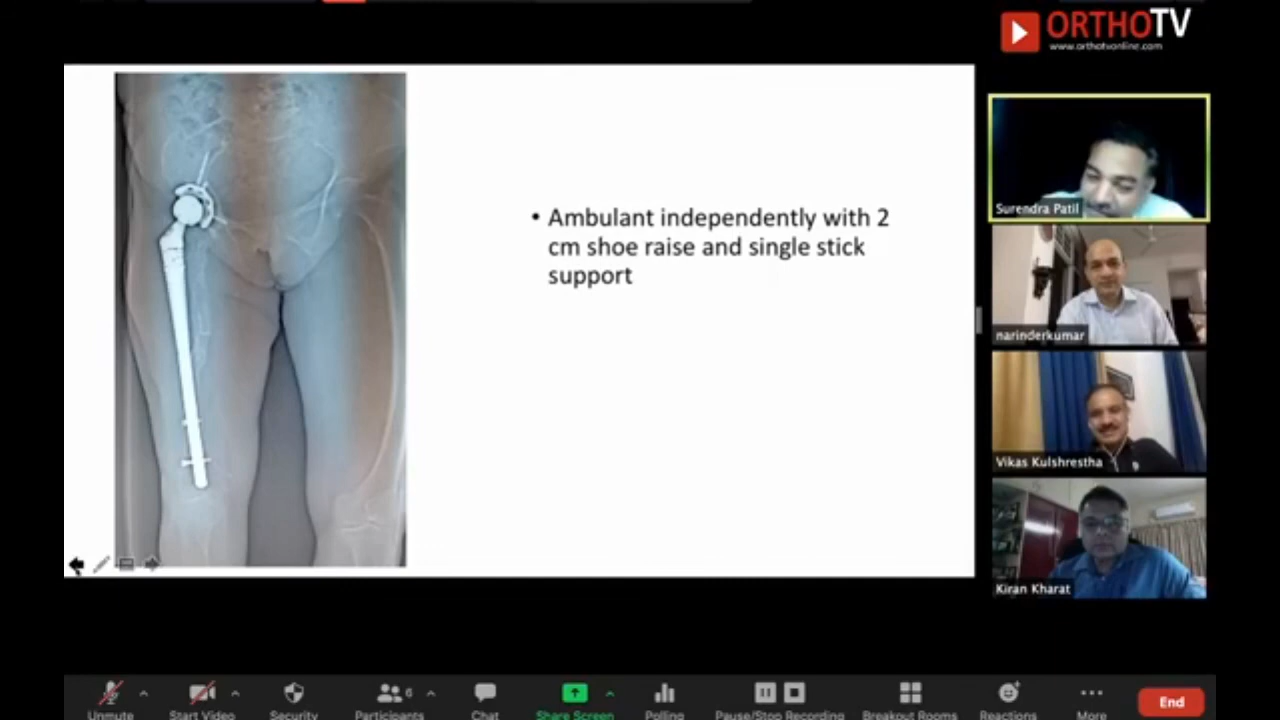 ORTHOTV
www.orthotvonline.com
• Ambulant independently with 2
cm shoe raise and single stick
support
Surendra Patil
narinderkumar
Vikas Kulshrestha
Kiran Kharat
6
Unmute
Start Video
Security
Participants
Chat
Share Screen
Polling
Pause/Stop Recording
Breakout Rooms
Reactions
More
End